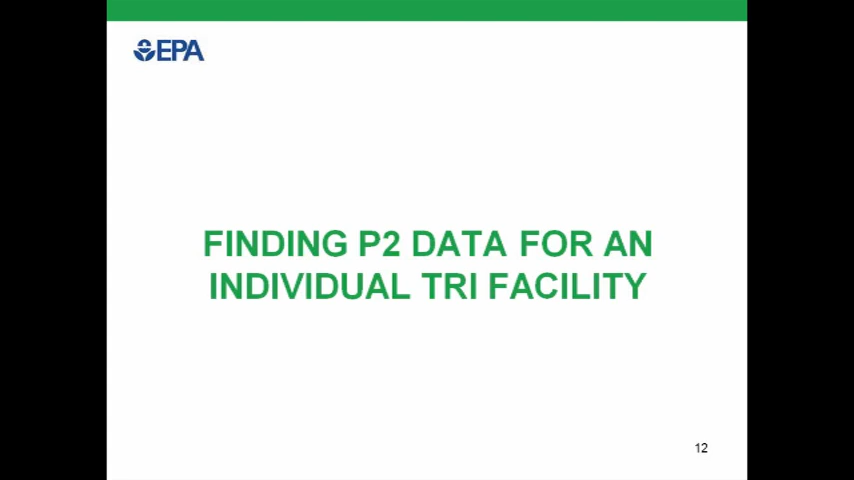 EPA
FINDING P2 DATA FOR AN
INDIVIDUAL TRI FACILITY
12